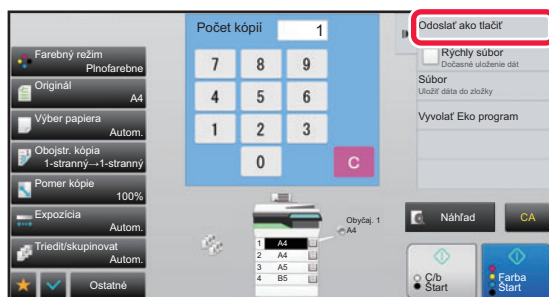 Počet kópií
1
Farebný režim
Plnofarebne
Originál
A4
Výber papiera
Autom.
Obojstr. kópia
1-stranný→1-stranný
Pomer kópie
100%
Expozícia
Autom.
Triediť/skupinovat
Autom.
Ostatné
7 8 9
4 5 6
1 2 3
0 C
Obyčaj. 1
A4
1 A4
2 A4
3 A5
4 B5
Odoslať ako tlačiť
Rýchly súbor
Dočasné uloženie dát
Súbor
Uložiť dáta do zložky
Vyvolať Eko program
Náhľad
CA
Č/b
Štart
Farba
Štart